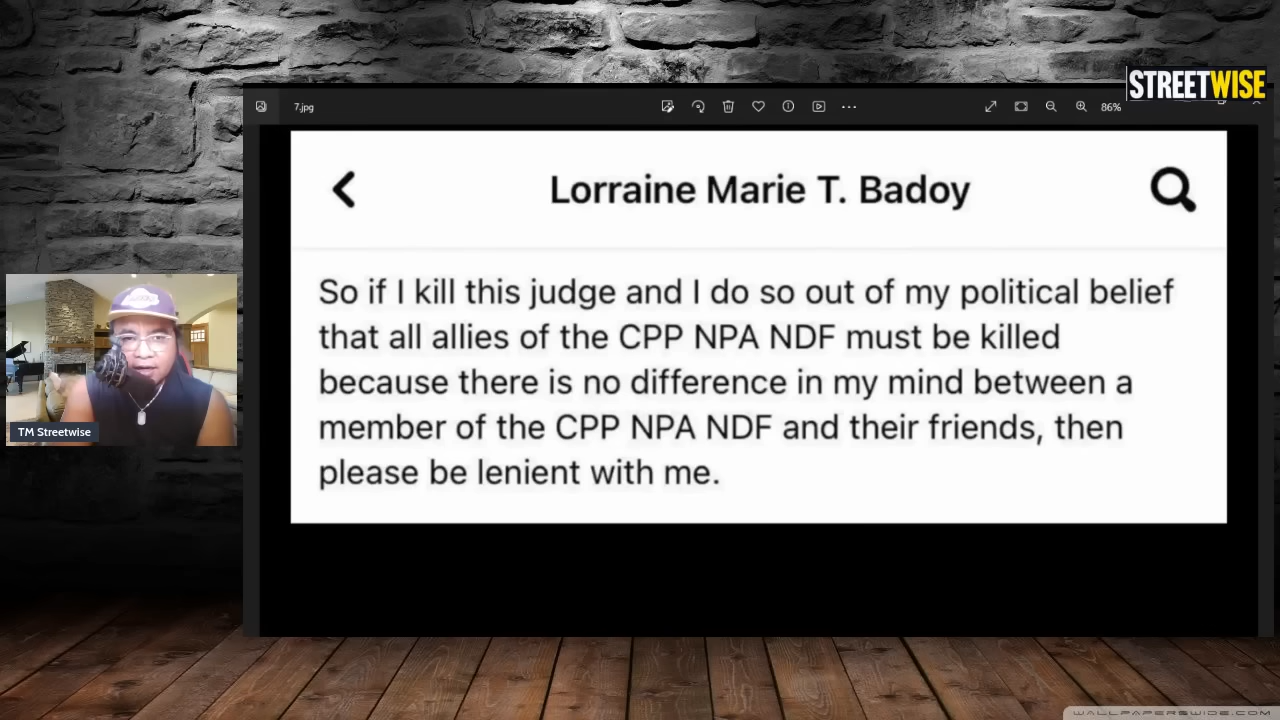 STREETWISE
7.jpg
86%
Lorraine Marie T. Badoy
So if I kill this judge and I do so out of my political belief
that all allies of the CPP NPA NDF must be killed
because there is no difference in my mind between a
member of the CPP NPA NDF and their friends, then
please be lenient with me.
TM Streetwise
WALLPAPERSWIDE.COM